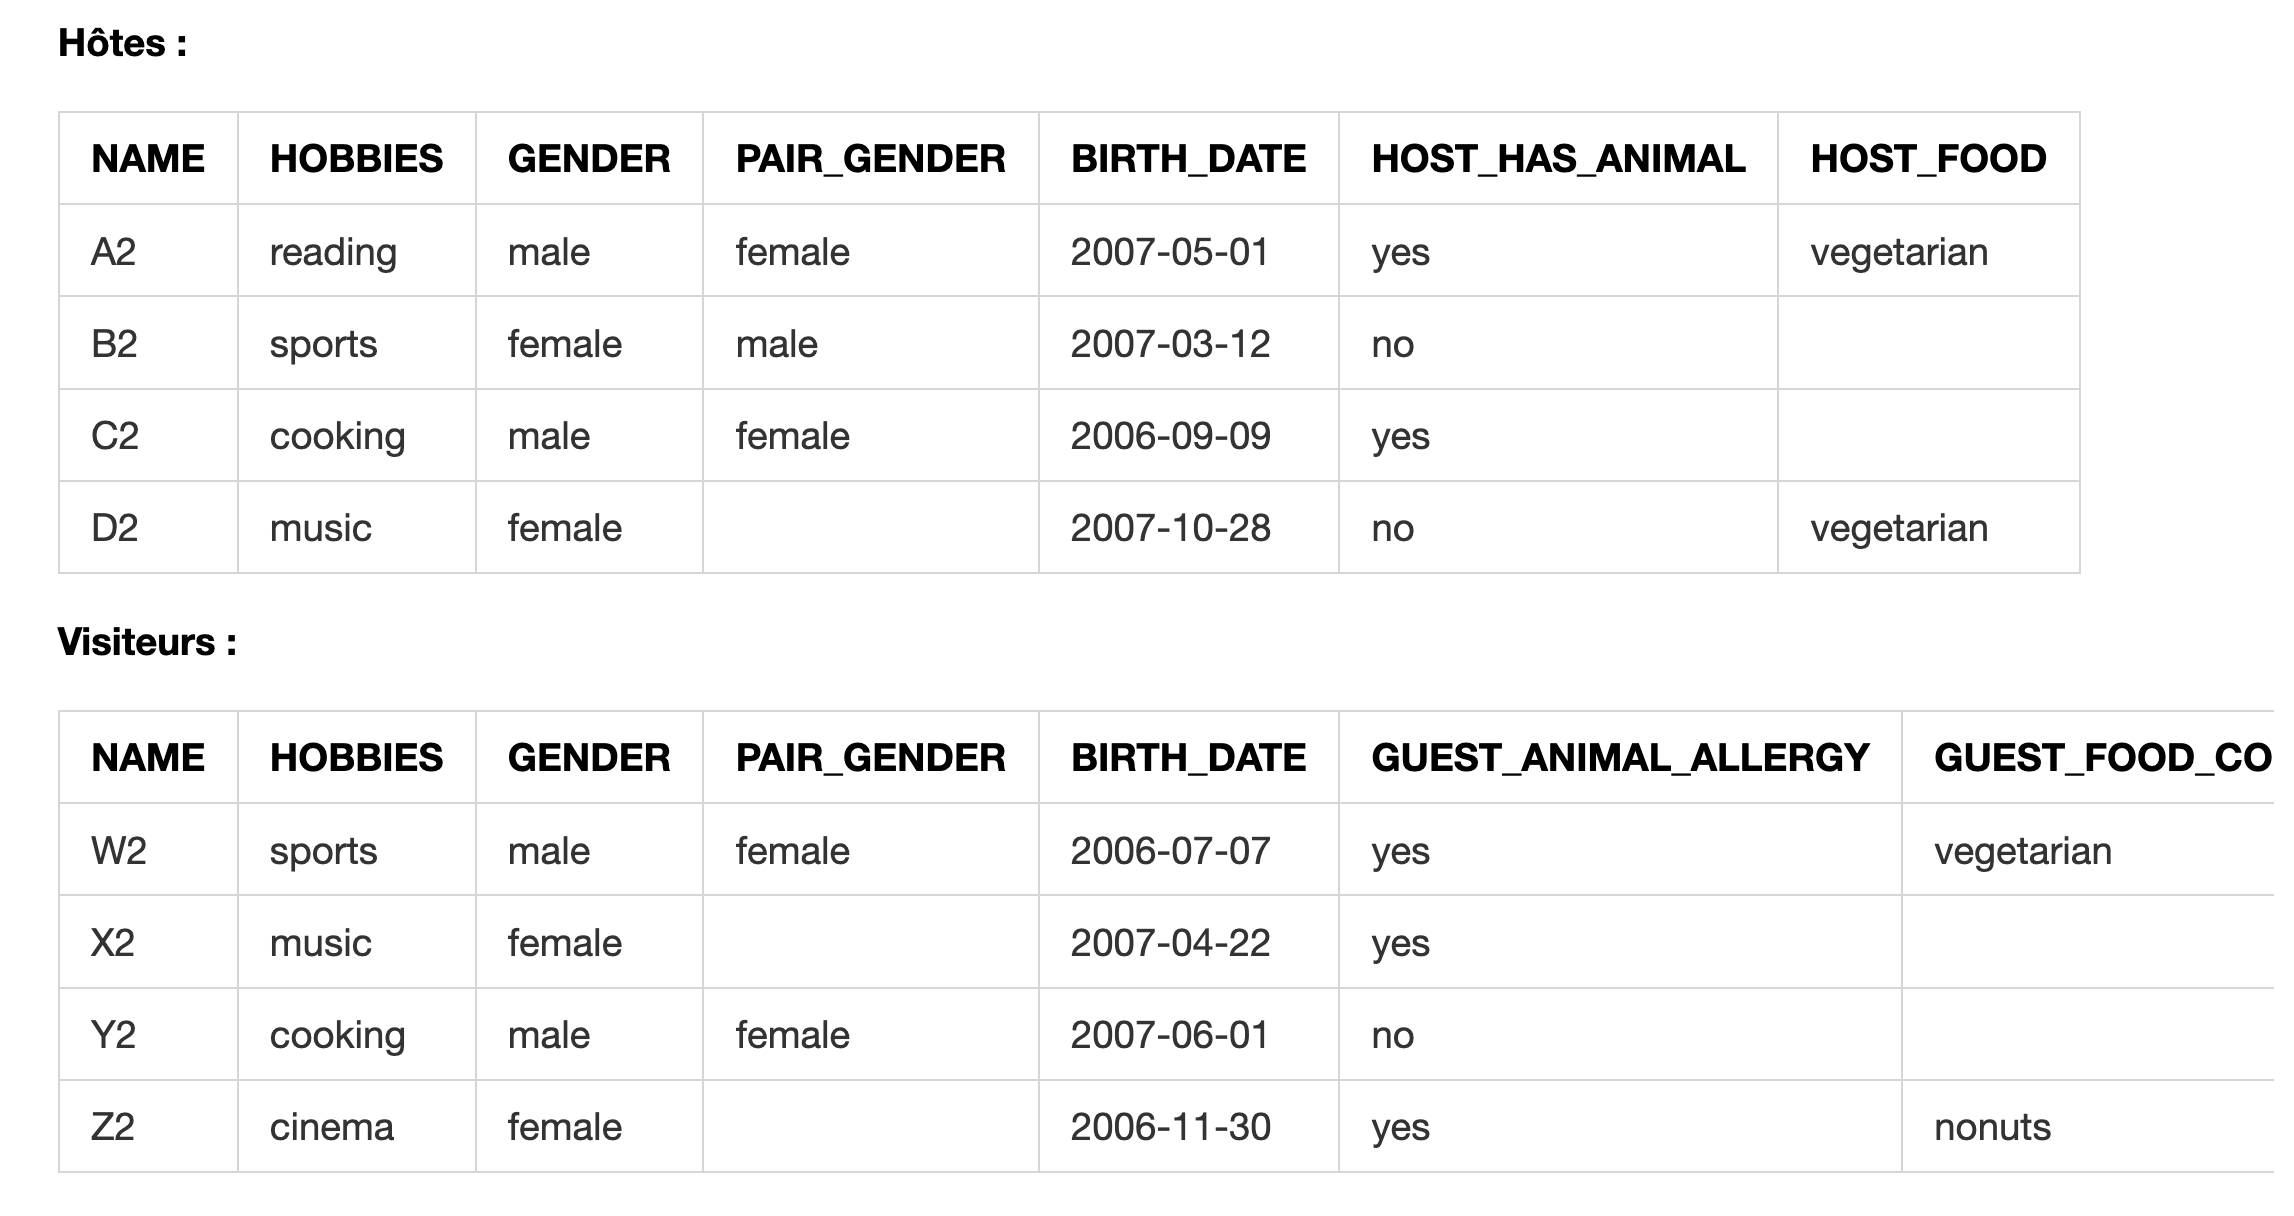 Hôtes :
NAME HOBBIES GENDER PAIR_GENDER BIRTH_DATE HOST_HAS_ANIMAL HOST_FOOD
A2 reading male female 2007-05-01 yes vegetarian
B2 sports female male 2007-03-12 no
C2 cooking male female 2006-09-09 yes
D2 music female 2007-10-28 no vegetarian
Visiteurs :
NAME HOBBIES GENDER PAIR_GENDER BIRTH_DATE GUEST_ANIMAL_ALLERGY GUEST_FOOD_CO
W2 sports male female 2006-07-07 yes vegetarian
X2 music female 2007-04-22 yes
Y2 cooking male female 2007-06-01 no
Z2 cinema female 2006-11-30 yes nonuts